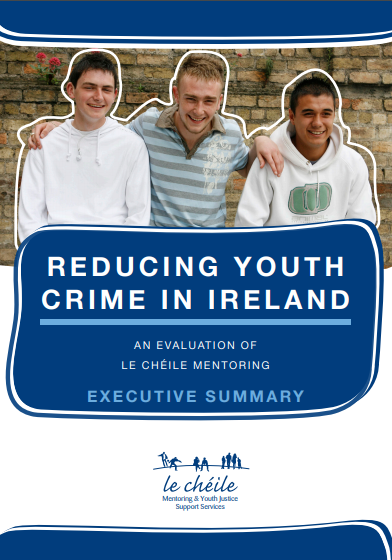 REDUCING YOUTH
CRIME IN IRELAND
AN EVALUATION OF
LE CHÉILE MENTORING
EXECUTIVE SUMMARY
le chéile
Mentoring & Youth Justice
Support Services